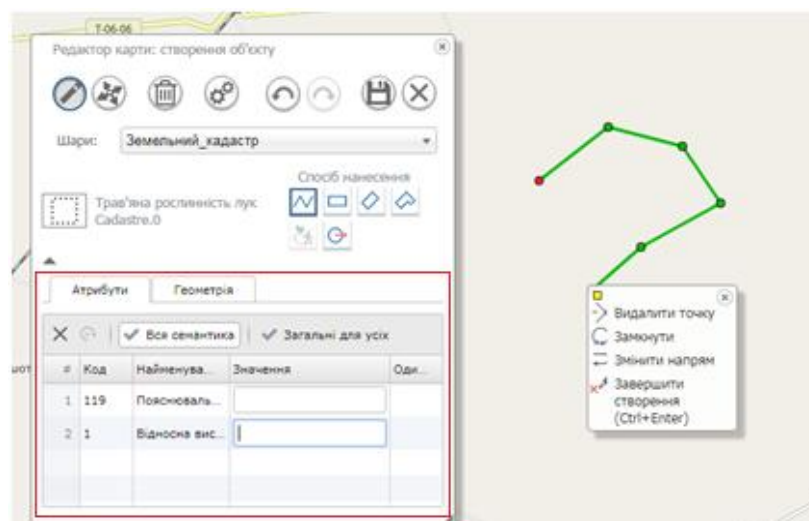 Т-06-06
Редактор карти: створення об'єкту
Шари:
Земельний_кадастр
Спосіб нанесення
Трав'яна рослинність лук
Cadastre.0
Атрибути
Геометрія
Вся семантика
Загальні для усіх
# Код Найменува... Значення Оди...
1 119 Пояснюваль...
2 1 Відносна вис...
Видалити точку
Замкнути
Змінити напрям
Завершити
створення
(Ctrl+Enter)